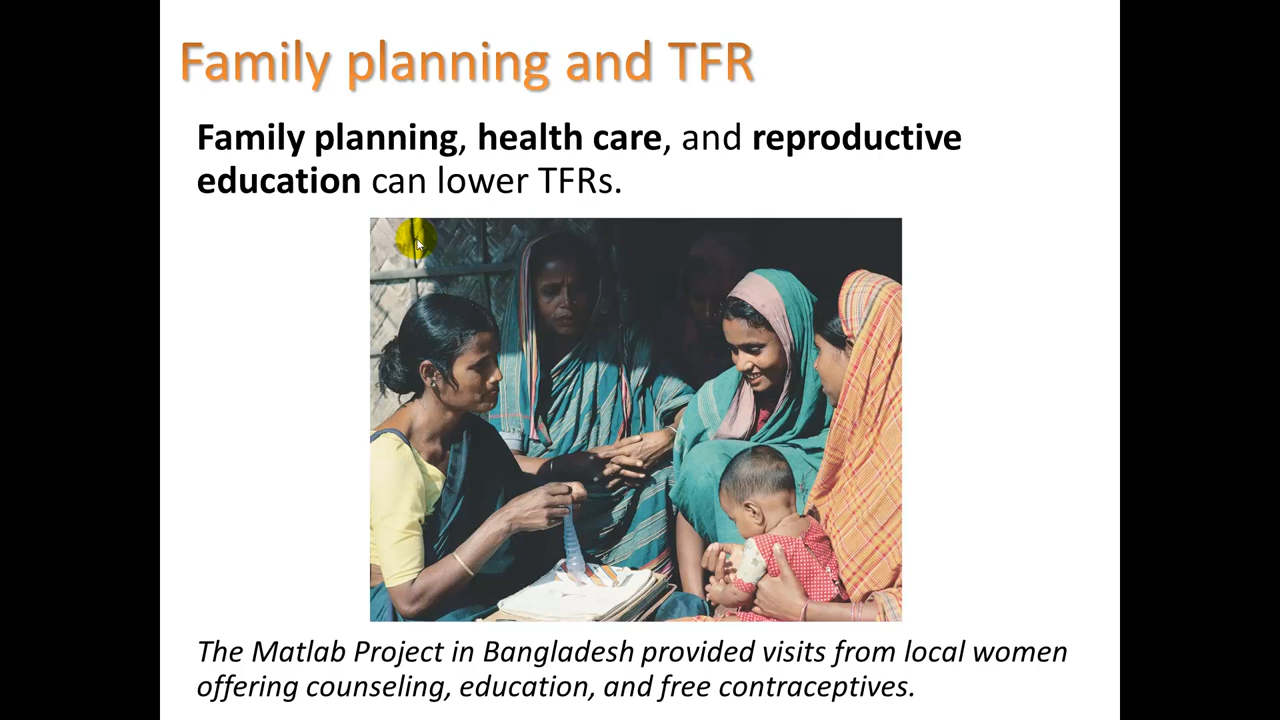 Family planning and TFR
Family planning, health care, and reproductive
education can lower TFRs.
The Matlab Project in Bangladesh provided visits from local women
offering counseling, education, and free contraceptives.